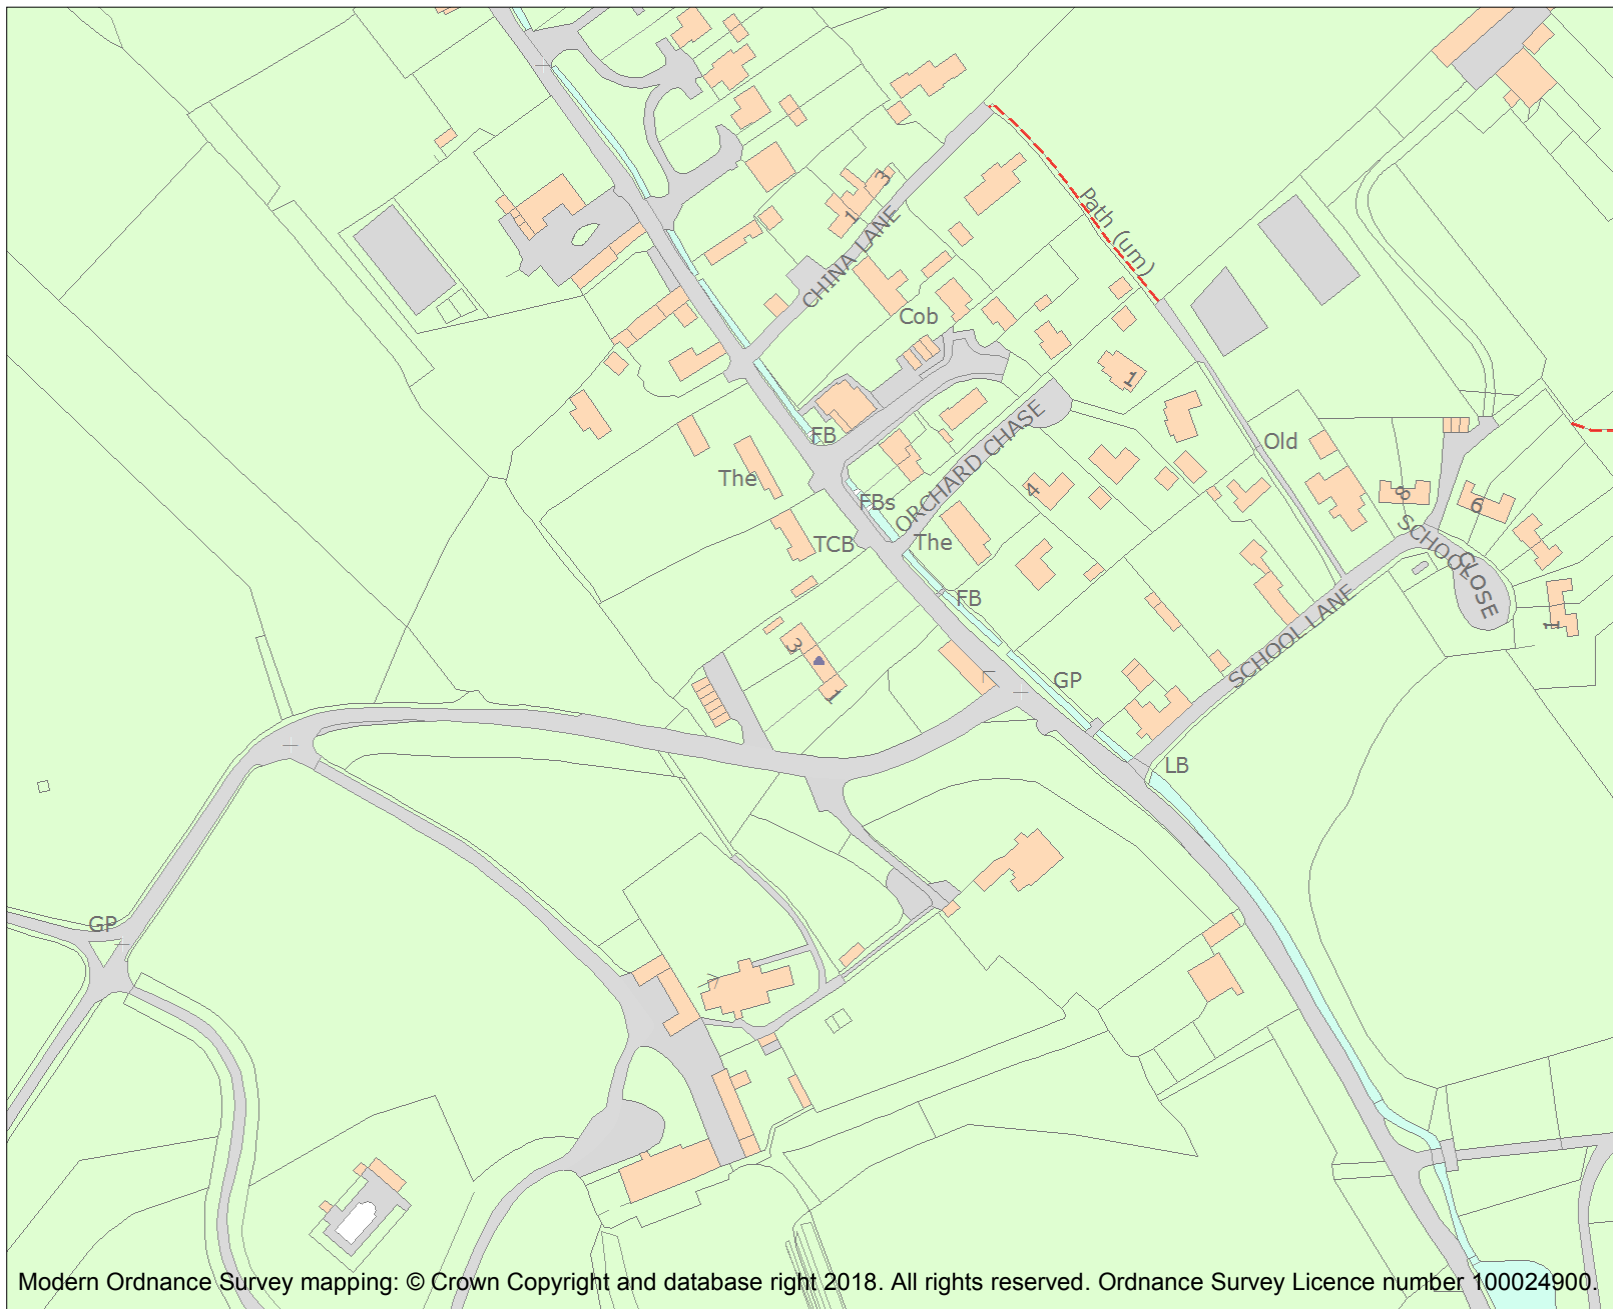 3
1
CHINA LANE
Path (um)
Cob
1
FB
ORCHARD CHASE
Old
The
4
FBs
8
6
TCB
The
SCHOOL
CLOSE
FB
SCHOOL LANE
1
3
1
GP
LB
GP
Modern Ordnance Survey mapping: © Crown Copyright and database right 2018. All rights reserved. Ordnance Survey Licence number 100024900.